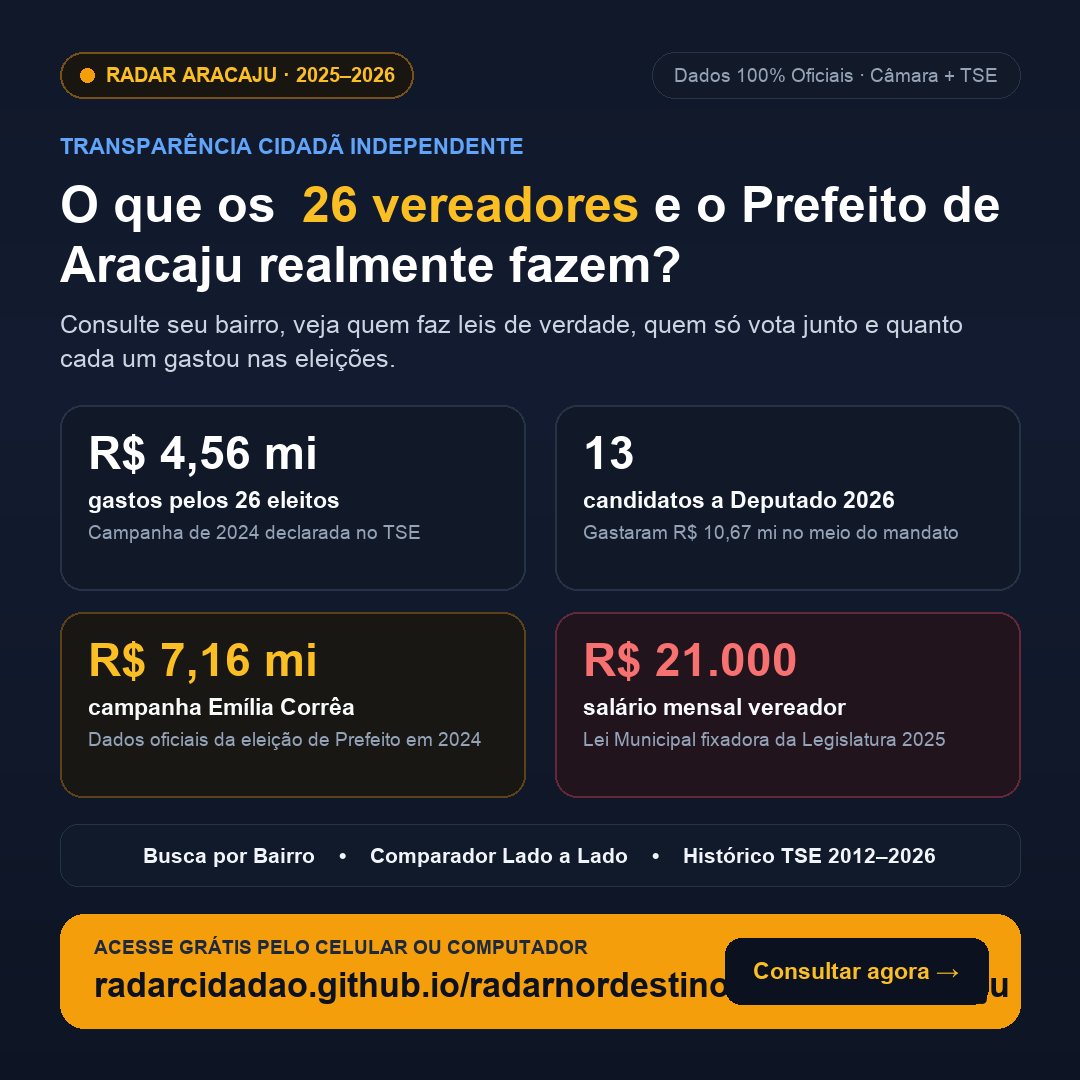 RADAR ARACAJU · 2025–2026
Dados 100% Oficiais · Câmara + TSE
TRANSPARÊNCIA CIDADÃ INDEPENDENTE
O que os 26 vereadores e o Prefeito de
Aracaju realmente fazem?
Consulte seu bairro, veja quem faz leis de verdade, quem só vota junto e quanto
cada um gastou nas eleições.
R$ 4,56 mi
gastos pelos 26 eleitos
Campanha de 2024 declarada no TSE
13
candidatos a Deputado 2026
Gastaram R$ 10,67 mi no meio do mandato
R$ 7,16 mi
campanha Emília Corrêa
Dados oficiais da eleição de Prefeito em 2024
R$ 21.000
salário mensal vereador
Lei Municipal fixadora da Legislatura 2025
Busca por Bairro • Comparador Lado a Lado • Histórico TSE 2012–2026
ACESSE GRÁTIS PELO CELULAR OU COMPUTADOR
radarcidadao.github.io/radarnordestino
Consultar agora →